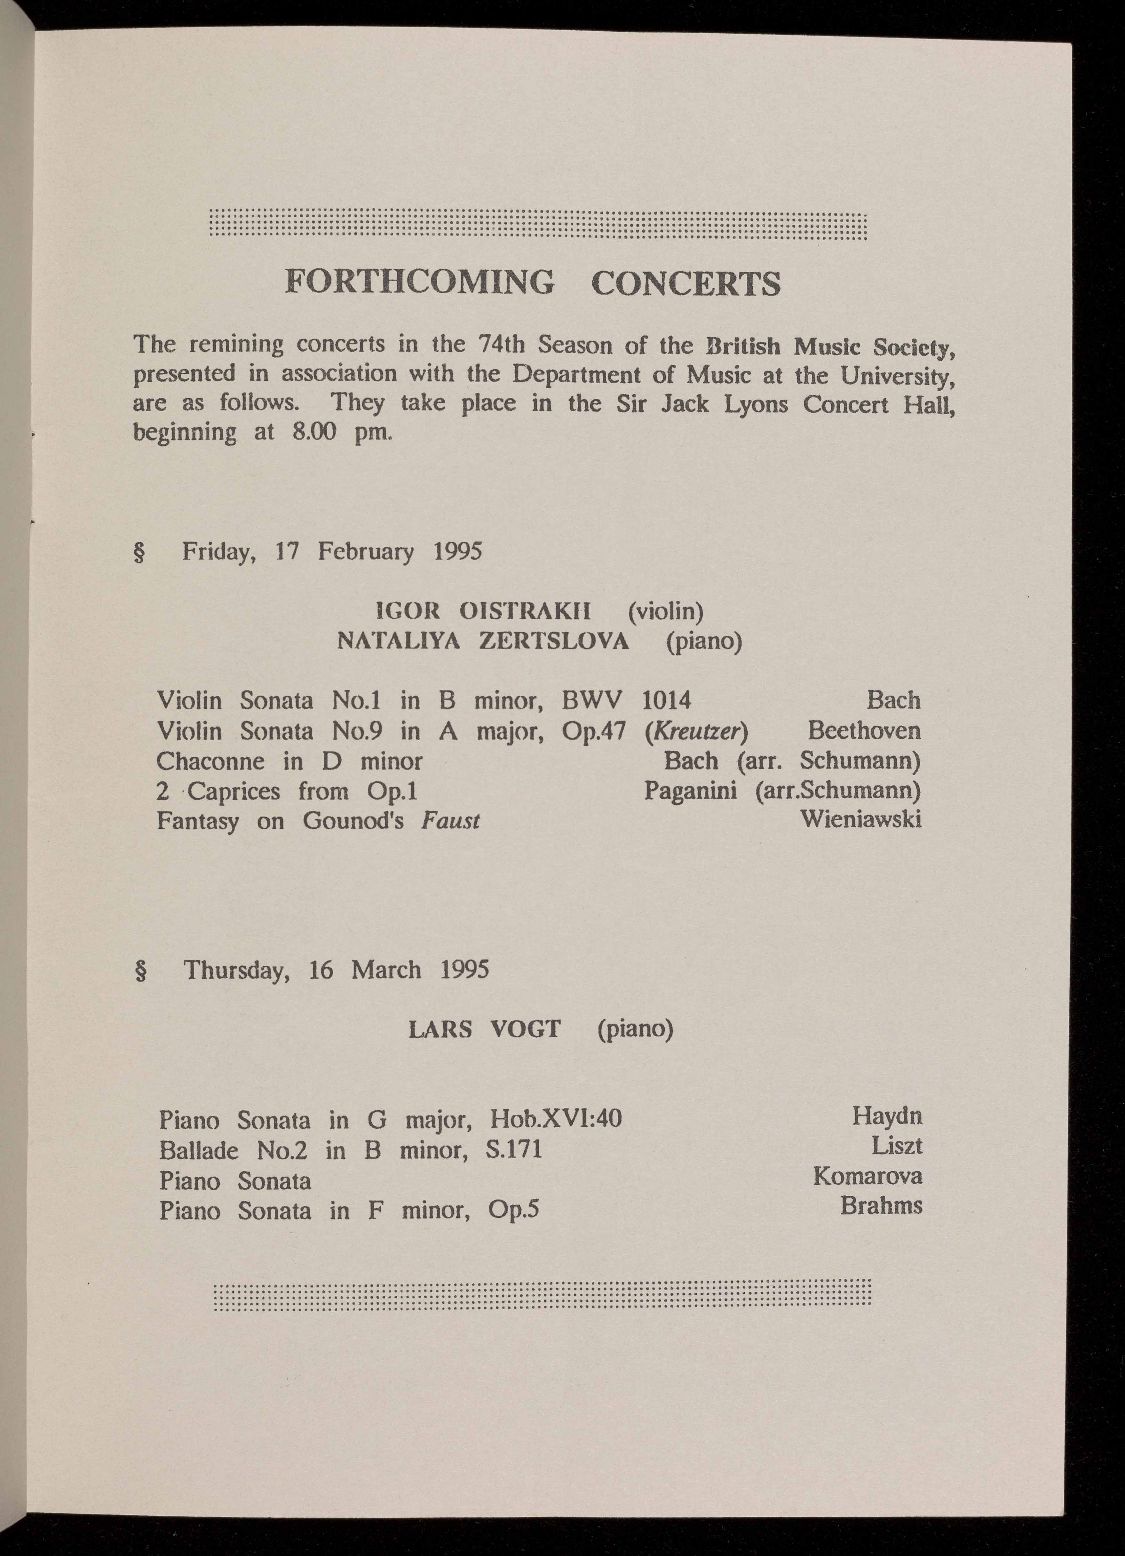 FORTHCOMING CONCERTS
The remining concerts in the 74th Season of the British Music Society,
presented in association with the Department of Music at the University,
are as follows. They take place in the Sir Jack Lyons Concert Hall,
beginning at 8.00 pm.
§ Friday, 17 February 1995
IGOR OISTRAKH (violin)
NATALIYA ZERTSLOVA (piano)
Violin Sonata No.1 in B minor, BWV 1014 Bach
Violin Sonata No.9 in A major, Op.47 (Kreutzer) Beethoven
Chaconne in D minor Bach (arr. Schumann)
2 Caprices from Op.1 Paganini (arr.Schumann)
Fantasy on Gounod's Faust Wieniawski
§ Thursday, 16 March 1995
LARS VOGT (piano)
Piano Sonata in G major, Hob.XVI:40 Haydn
Ballade No.2 in B minor, S.171 Liszt
Piano Sonata Komarova
Piano Sonata in F minor, Op.5 Brahms